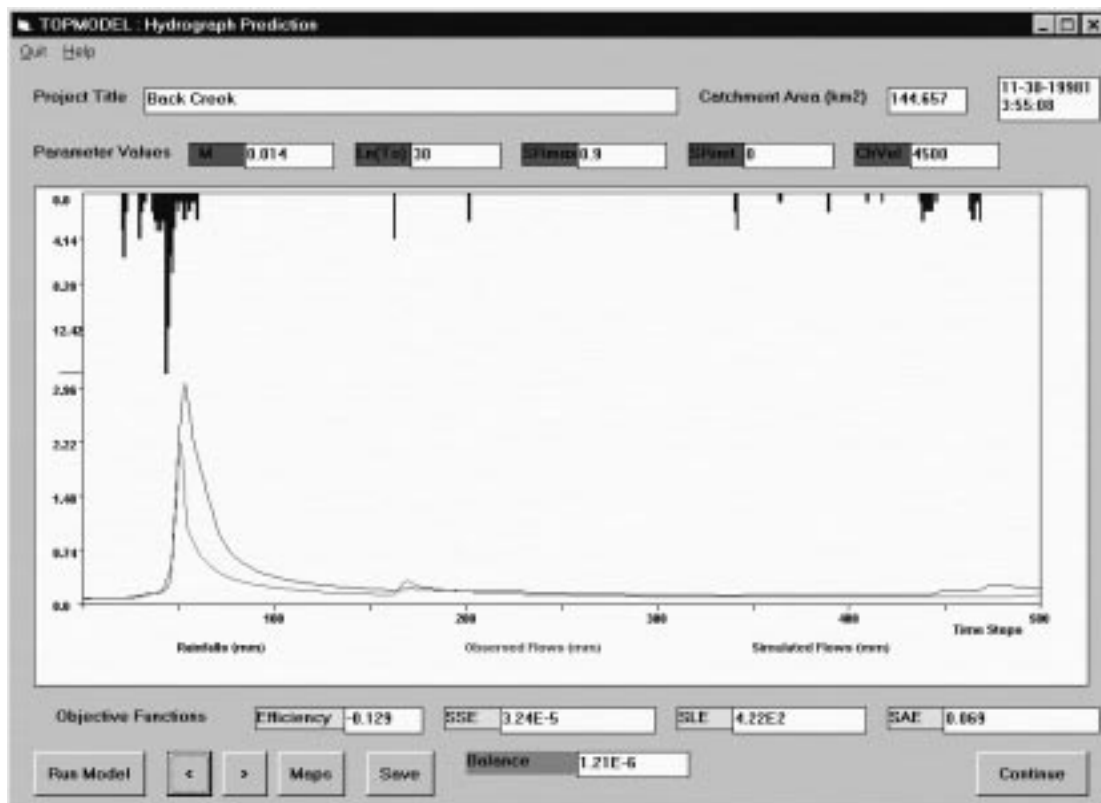 TOPMODEL : Hydrograph Prediction
Quit Help
Project Title Back Creek Catchment Area (km2) 144.657 11-30-19981
3:55:08
Parameter Values M 0.014 Ln(To) 30 SRmax 0.9 SRinit 0 ChVel 4500
0.0
4.14
8.28
12.42
2.96
2.22
1.48
0.74
0.0
100 200 300 400 500
Time Steps
Rainfalls (mm) Observed Flows (mm) Simulated Flows (mm)
Objective Functions Efficiency -0.129 SSE 3.24E-5 SLE 4.22E2 SAE 0.069
Run Model < > Maps Save Balance 1.21E-6 Continue